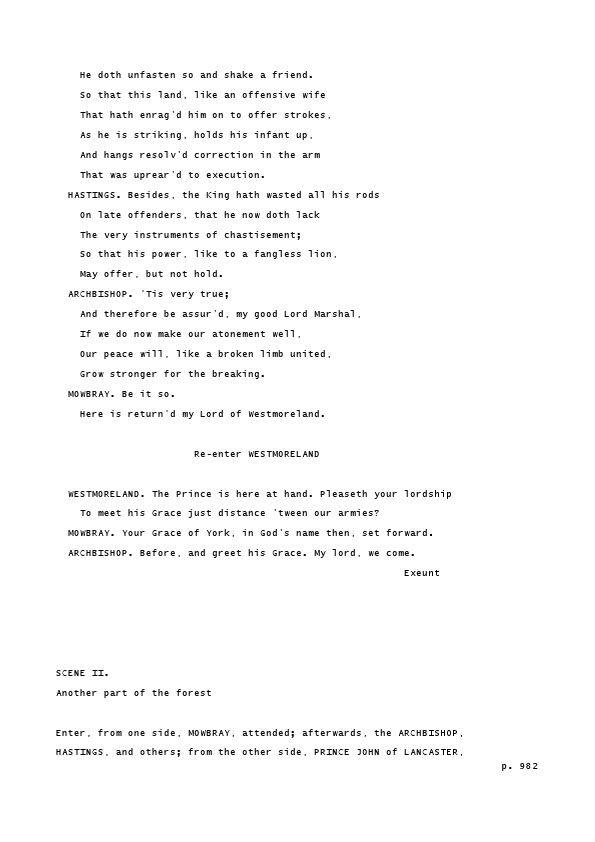 He doth unfasten so and shake a friend.
So that this land, like an offensive wife
That hath enrag'd him on to offer strokes,
As he is striking, holds his infant up,
And hangs resolv'd correction in the arm
That was uprear'd to execution.
HASTINGS. Besides, the King hath wasted all his rods
On late offenders, that he now doth lack
The very instruments of chastisement;
So that his power, like to a fangless lion,
May offer, but not hold.
ARCHBISHOP. 'Tis very true;
And therefore be assur'd, my good Lord Marshal,
If we do now make our atonement well,
Our peace will, like a broken limb united,
Grow stronger for the breaking.
MOWBRAY. Be it so.
Here is return'd my Lord of Westmoreland.
Re-enter WESTMORELAND
WESTMORELAND. The Prince is here at hand. Pleaseth your lordship
To meet his Grace just distance 'tween our armies?
MOWBRAY. Your Grace of York, in God's name then, set forward.
ARCHBISHOP. Before, and greet his Grace. My lord, we come.
Exeunt
SCENE II.
Another part of the forest
Enter, from one side, MOWBRAY, attended; afterwards, the ARCHBISHOP,
HASTINGS, and others; from the other side, PRINCE JOHN of LANCASTER,
p. 982